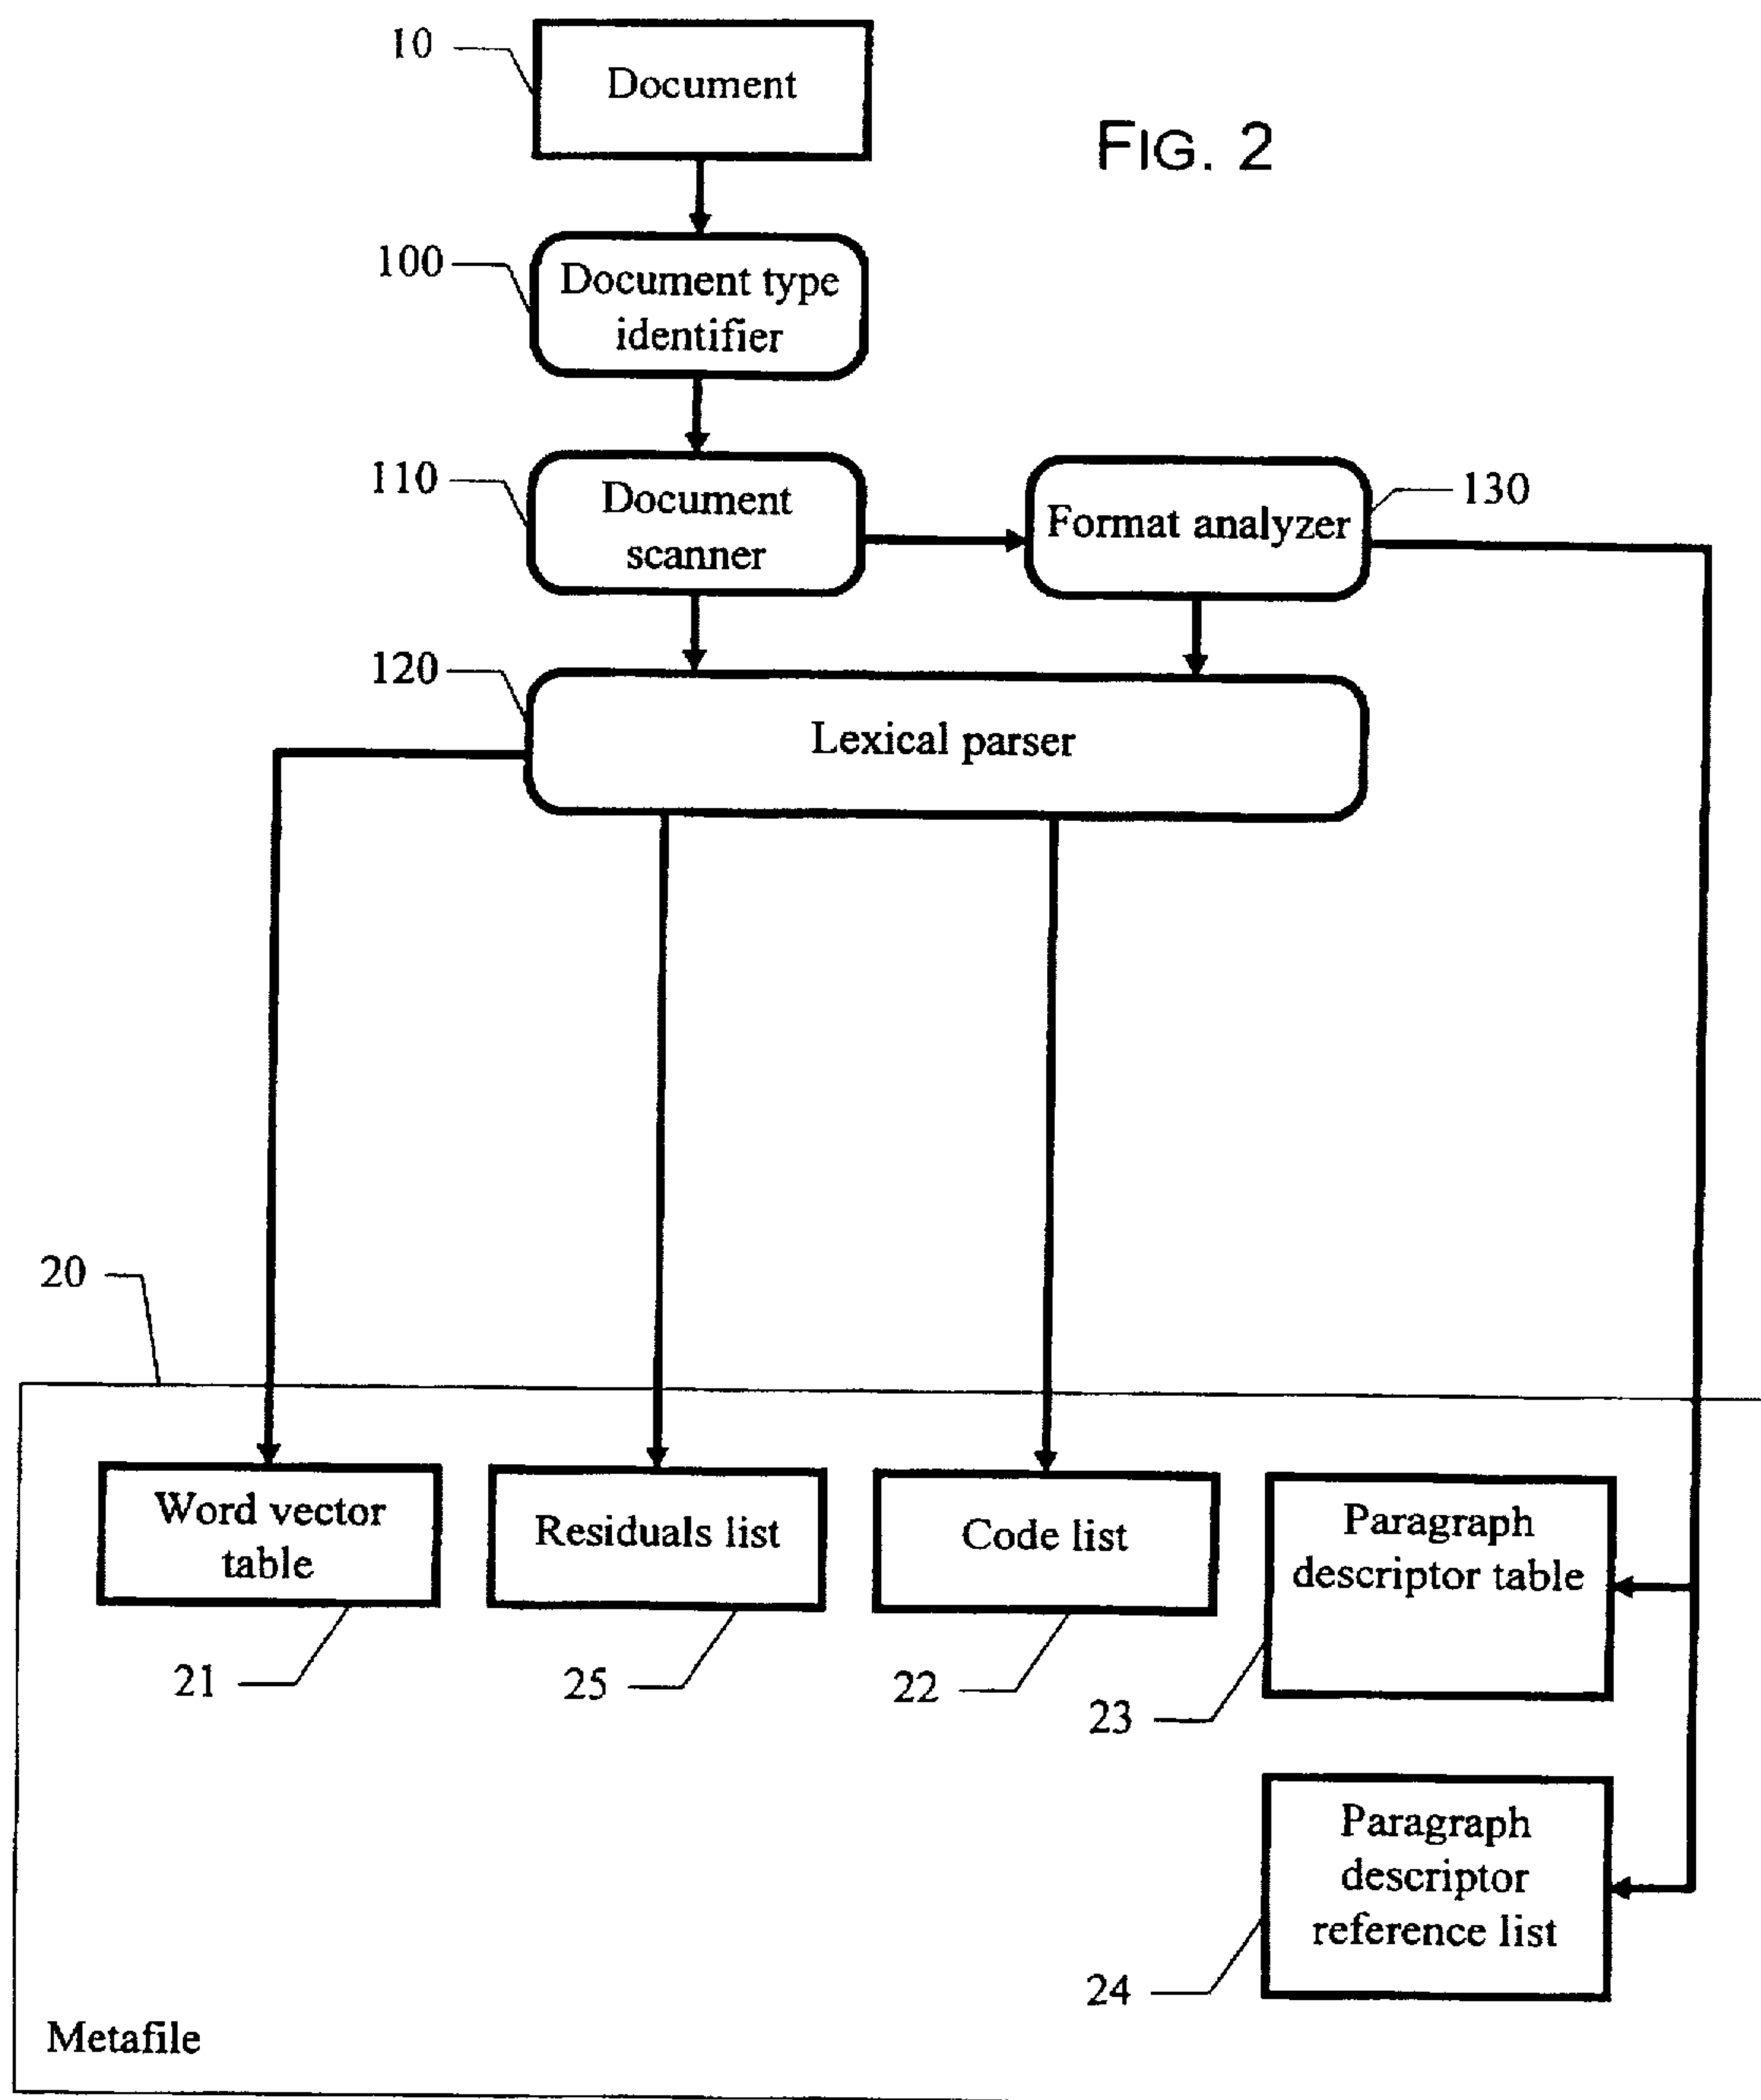 10
Document
FIG. 2
100
Document type
identifier
110
Document
scanner
Format analyzer
130
120
Lexical parser
20
Word vector
table
Residuals list
Code list
Paragraph
descriptor table
21
25
22
23
Paragraph
descriptor
reference list
24
Metafile